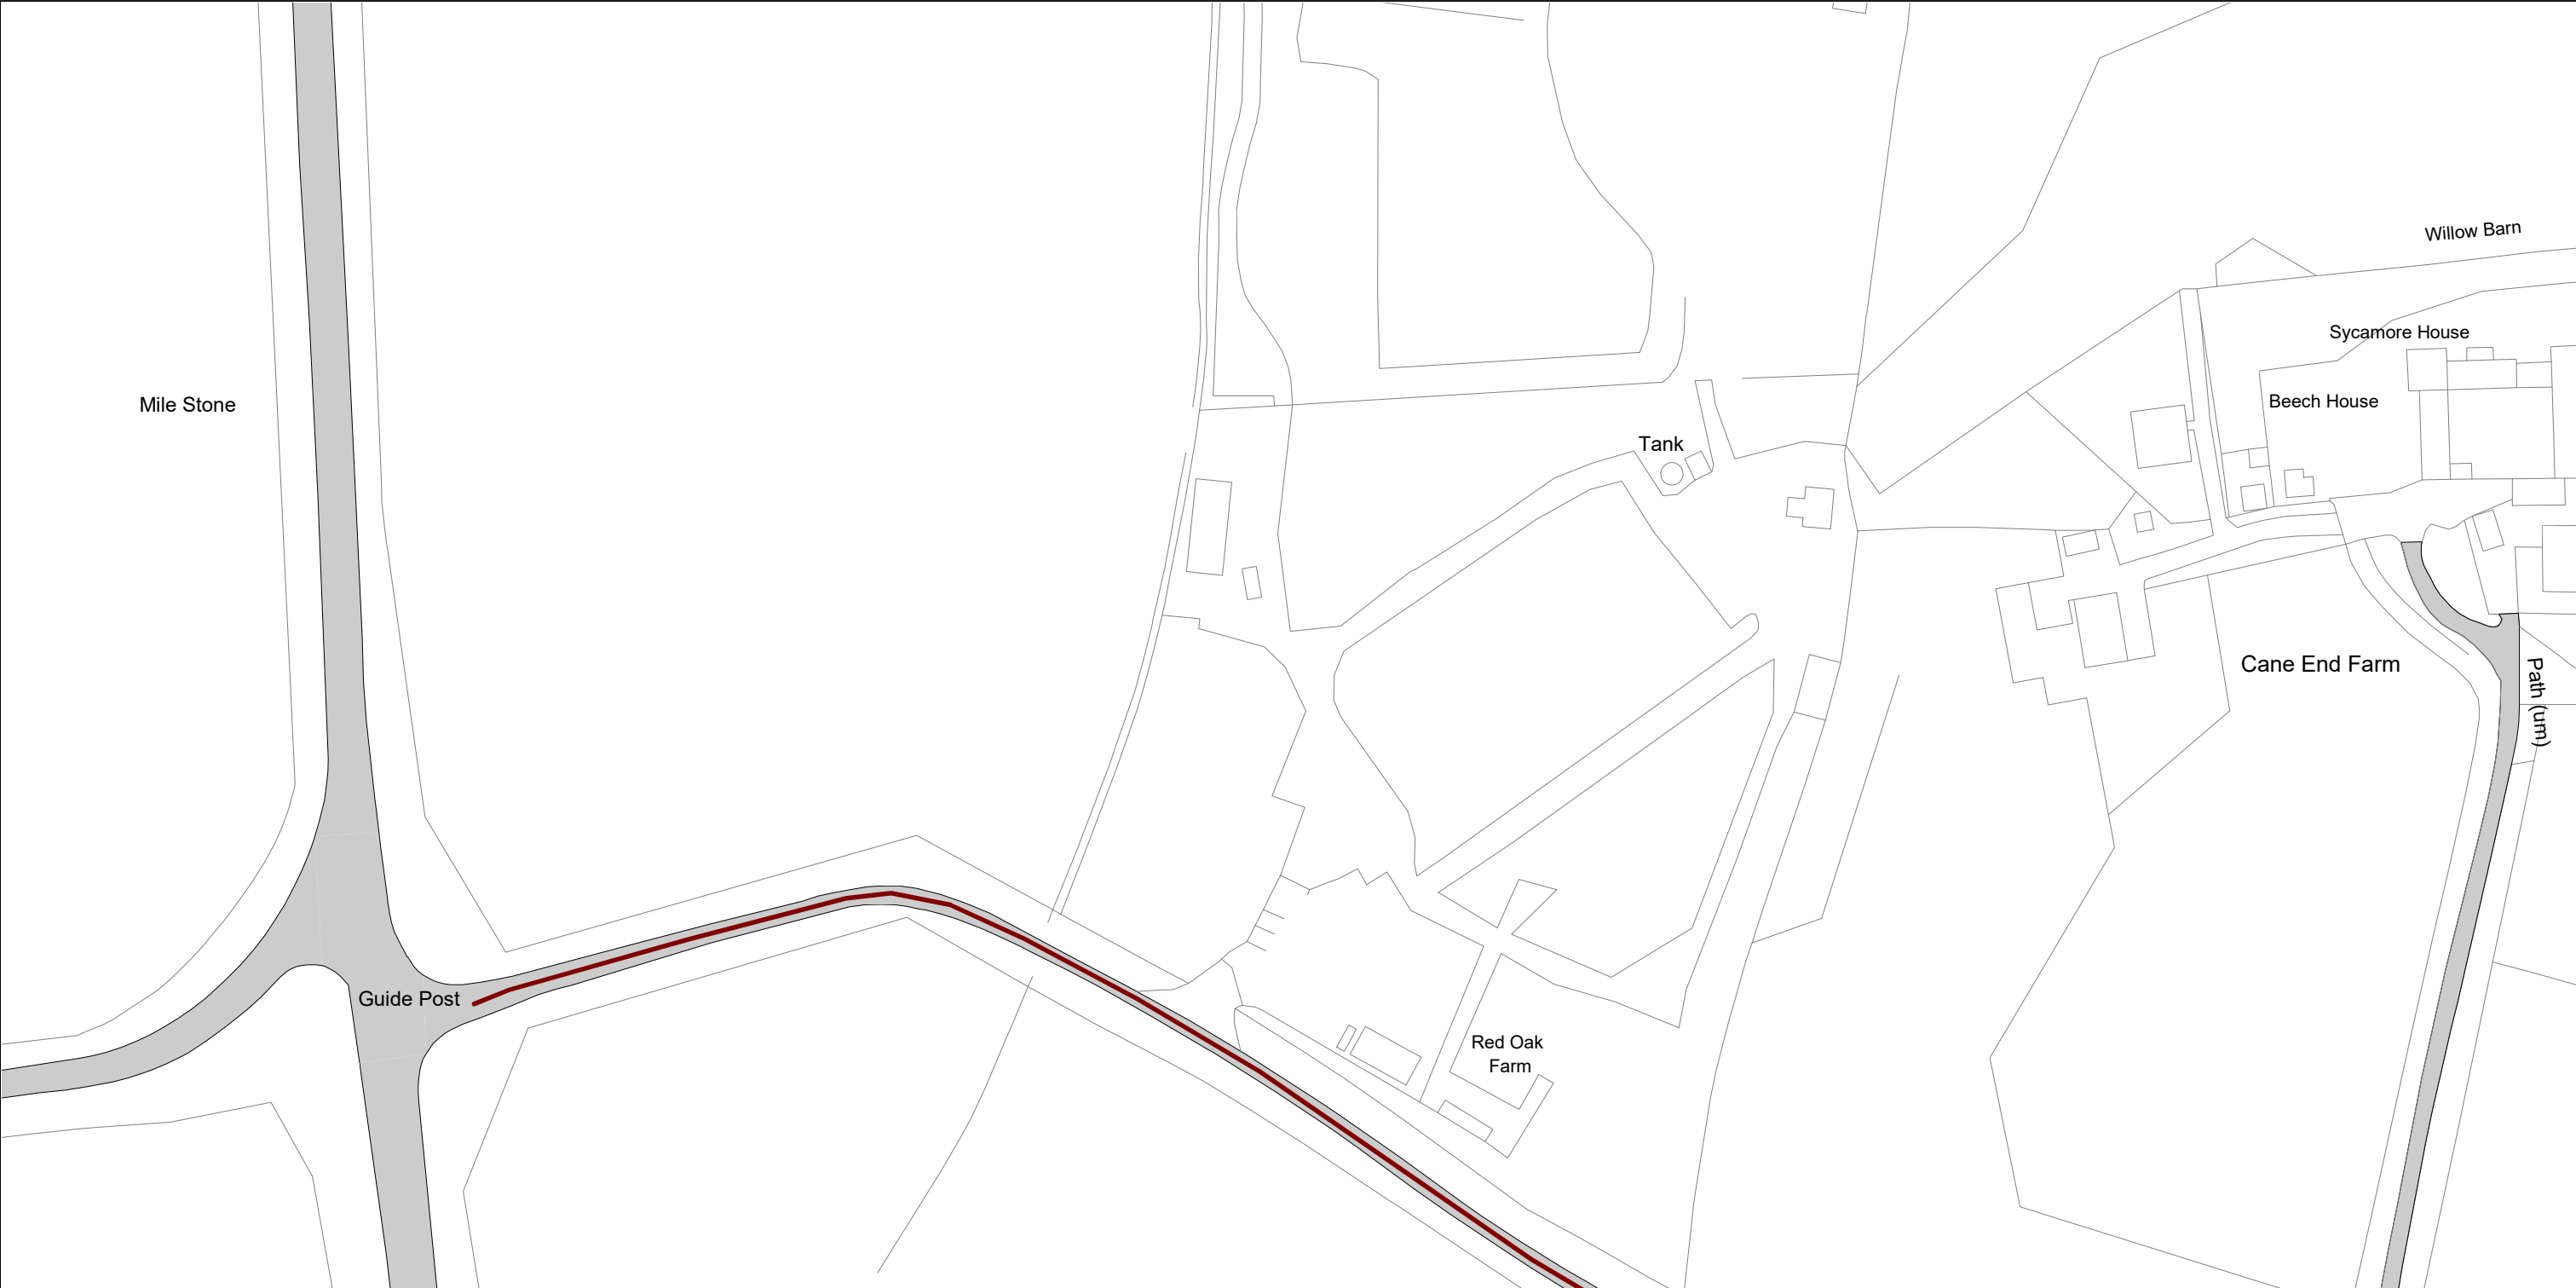 Willow Barn
Sycamore House
Beech House
Mile Stone
Tank
Cane End Farm
Path (um)
Guide Post
Red Oak
Farm